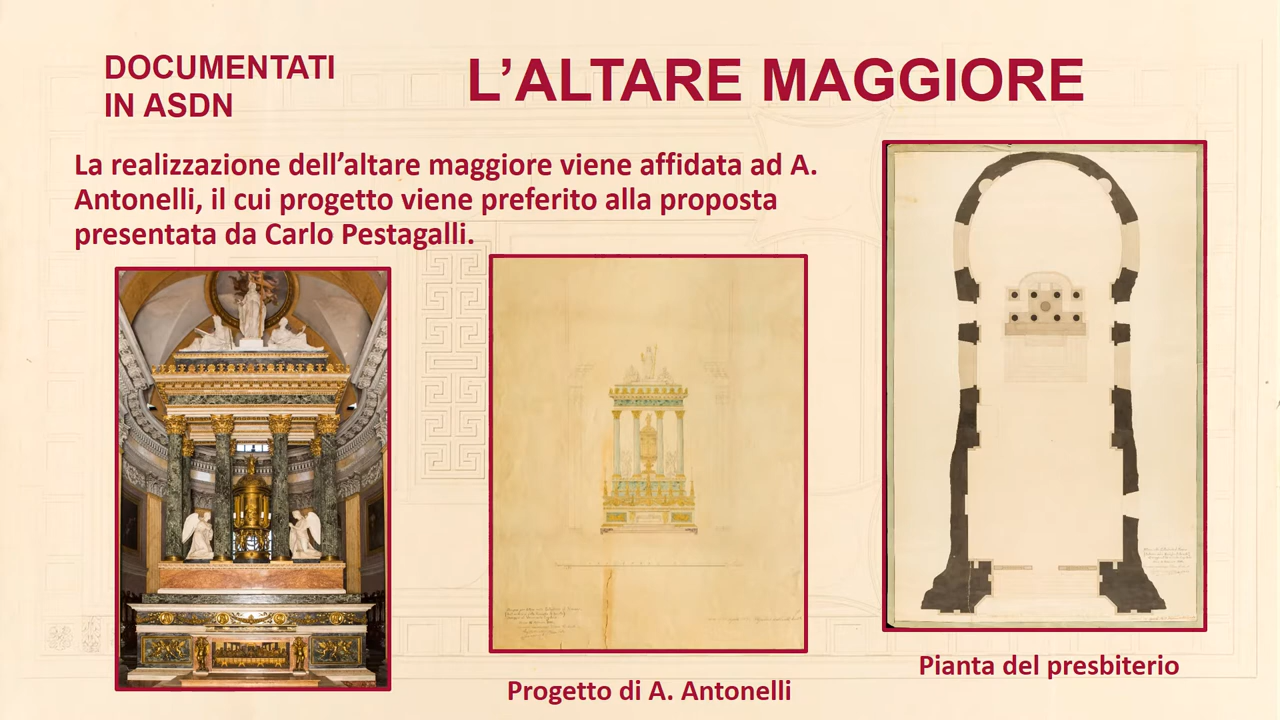 DOCUMENTATI
IN ASDN
L’ALTARE MAGGIORE
La realizzazione dell’altare maggiore viene affidata ad A.
Antonelli, il cui progetto viene preferito alla proposta
presentata da Carlo Pestagalli.
Progetto di A. Antonelli
Pianta del presbiterio